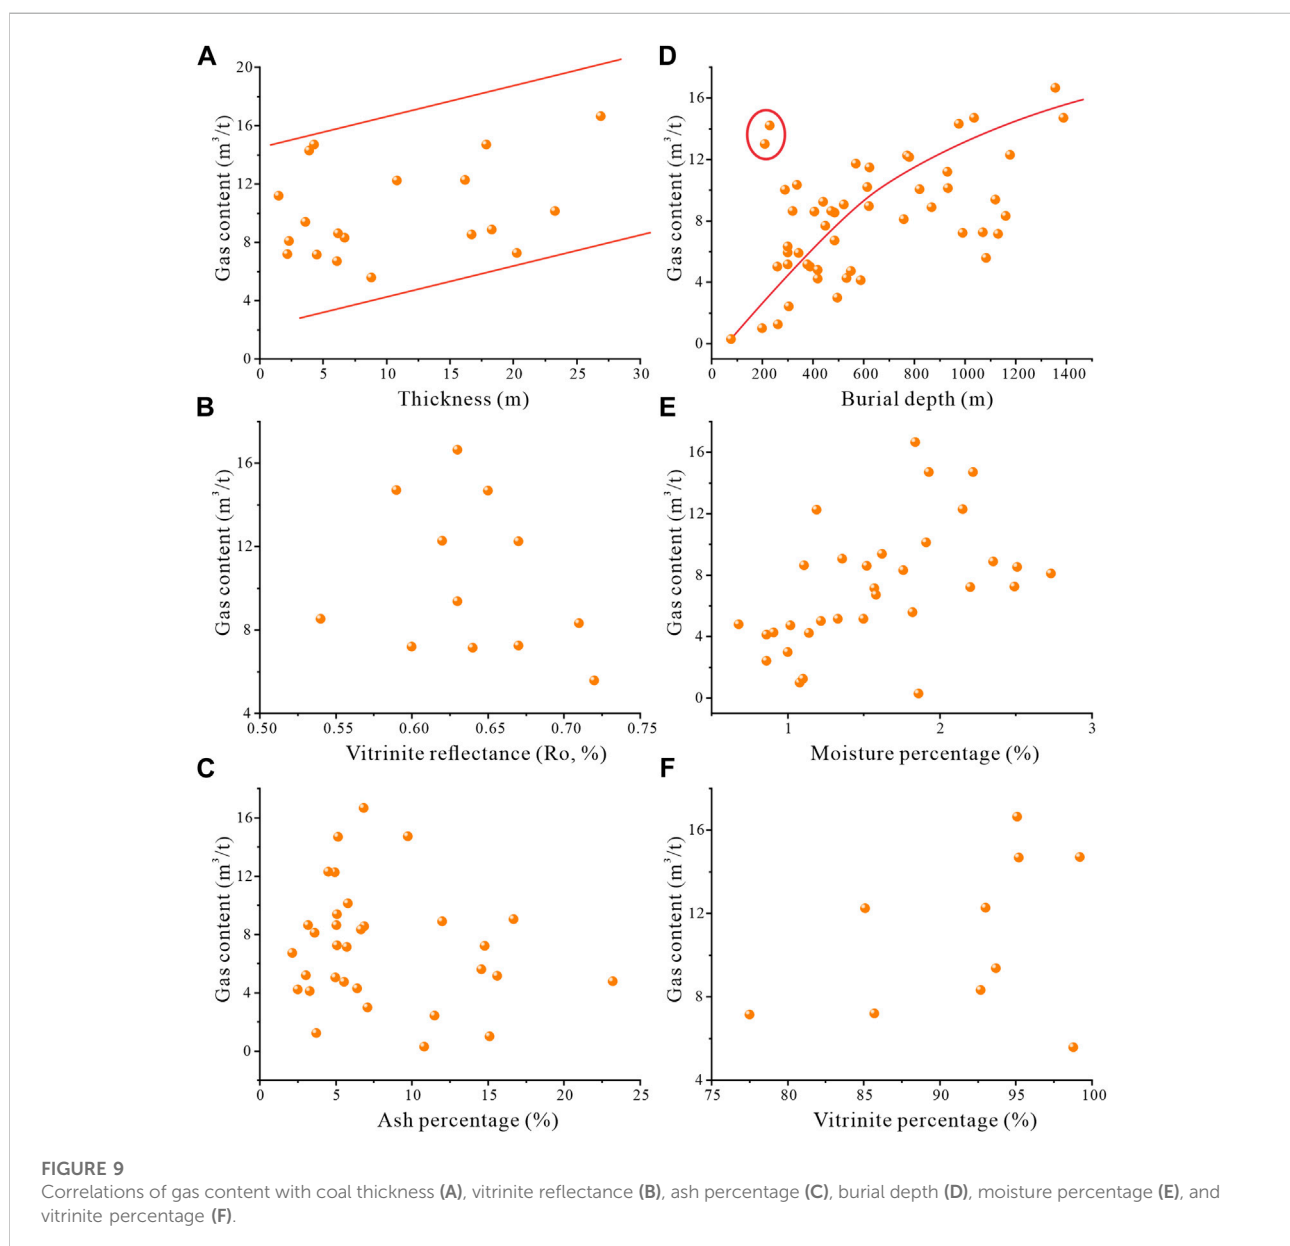 A
Gas content (m³/t)
20
16
12
8
4
0
0 5 10 15 20 25 30
Thickness (m)
D
Gas content (m³/t)
16
12
8
4
0
0 200 400 600 800 1000 1200 1400
Burial depth (m)
B
Gas content (m³/t)
16
12
8
4
0.50 0.55 0.60 0.65 0.70 0.75
Vitrinite reflectance (Ro, %)
E
Gas content (m³/t)
16
12
8
4
0
1 2 3
Moisture percentage (%)
C
Gas content (m³/t)
16
12
8
4
0
0 5 10 15 20 25
Ash percentage (%)
F
Gas content (m³/t)
16
12
8
4
75 80 85 90 95 100
Vitrinite percentage (%)
FIGURE 9
Correlations of gas content with coal thickness (A), vitrinite reflectance (B), ash percentage (C), burial depth (D), moisture percentage (E), and
vitrinite percentage (F).